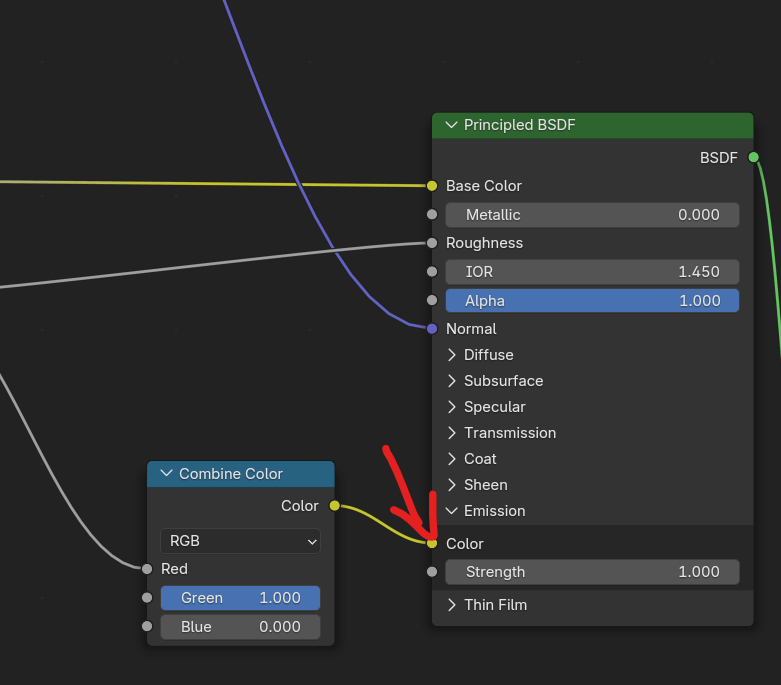 Principled BSDF
BSDF
Base Color
Metallic 0.000
Roughness
IOR 1.450
Alpha 1.000
Normal
Diffuse
Subsurface
Specular
Transmission
Coat
Sheen
Emission
Color
Strength 1.000
Thin Film
Combine Color
Color
RGB
Red
Green 1.000
Blue 0.000